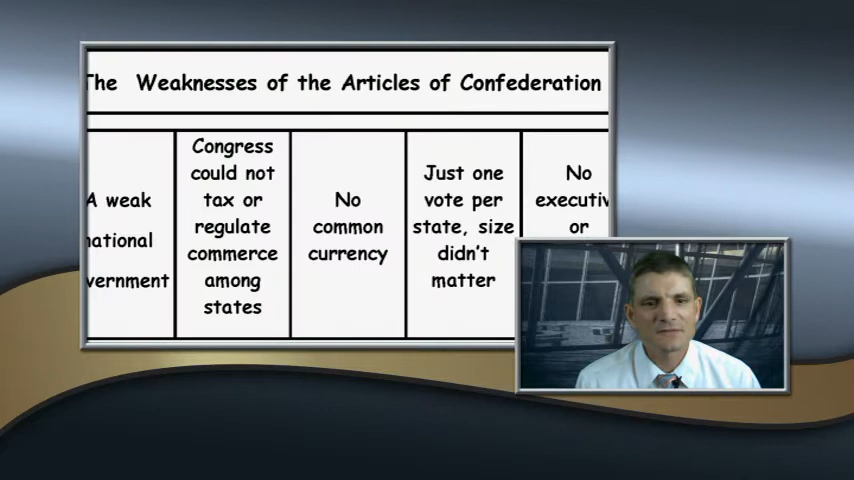 The Weaknesses of the Articles of Confederation
A weak
national
vernment
Congress
could not
tax or
regulate
commerce
among
states
No
common
currency
Just one
vote per
state, size
didn't
matter
No
executiv
or